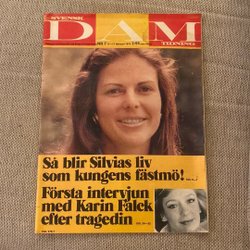 SVENSK
DAM
TIDNING
Så blir Silvias liv
som kungens fästmö!
Första intervjun
med Karin Falck
efter tragedin